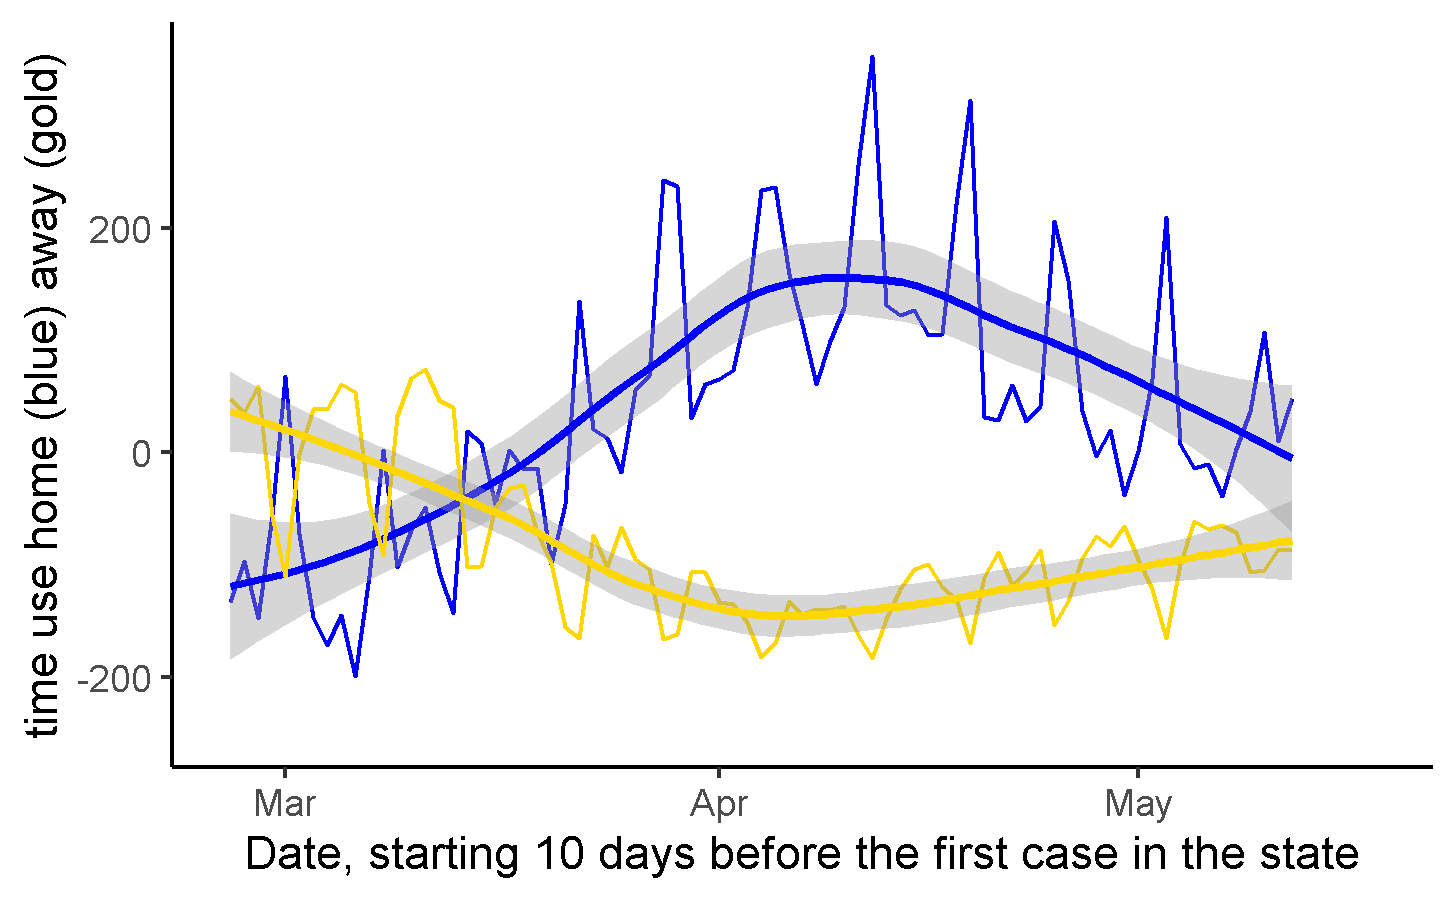 time use home (blue) away (gold)
200
0
-200
Mar Apr May
Date, starting 10 days before the first case in the state